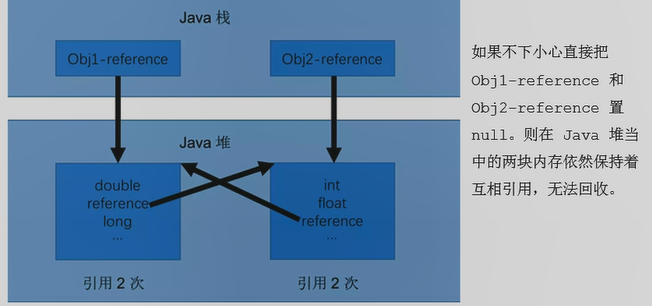 Java 栈
Obj1-reference
Obj2-reference
Java 堆
double
reference
long
...
int
float
reference
...
引用 2 次
引用 2 次
如果不下小心直接把
Obj1-reference 和
Obj2-reference 置
null。则在 Java 堆当
中的两块内存依然保持着
互相引用，无法回收。